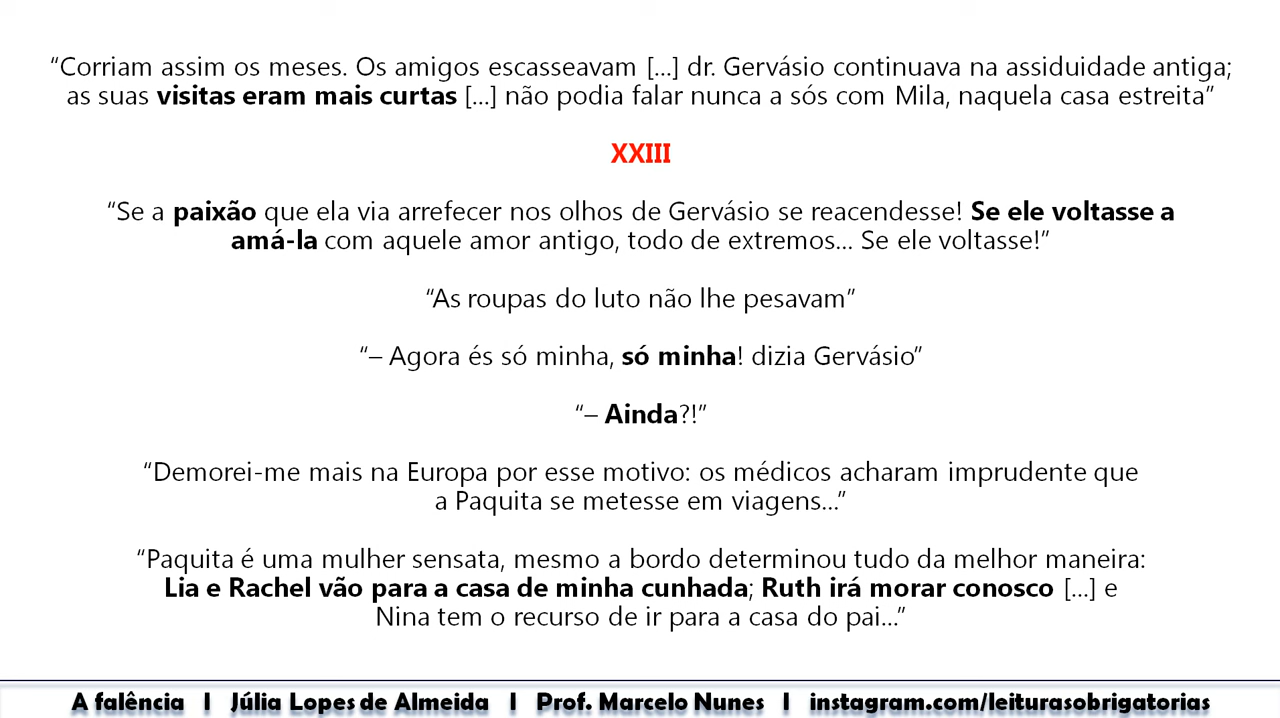 “Corriam assim os meses. Os amigos escasseavam [...] dr. Gervásio continuava na assiduidade antiga;
as suas visitas eram mais curtas [...] não podia falar nunca a sós com Mila, naquela casa estreita”
XXIII
“Se a paixão que ela via arrefecer nos olhos de Gervásio se reacendesse! Se ele voltasse a
amá-la com aquele amor antigo, todo de extremos... Se ele voltasse!”
“As roupas do luto não lhe pesavam”
“– Agora és só minha, só minha! dizia Gervásio”
“– Ainda?!”
“Demorei-me mais na Europa por esse motivo: os médicos acharam imprudente que
a Paquita se metesse em viagens...”
“Paquita é uma mulher sensata, mesmo a bordo determinou tudo da melhor maneira:
Lia e Rachel vão para a casa de minha cunhada; Ruth irá morar conosco [...] e
Nina tem o recurso de ir para a casa do pai...”
A falência I Júlia Lopes de Almeida I Prof. Marcelo Nunes I instagram.com/leiturasobrigatorias